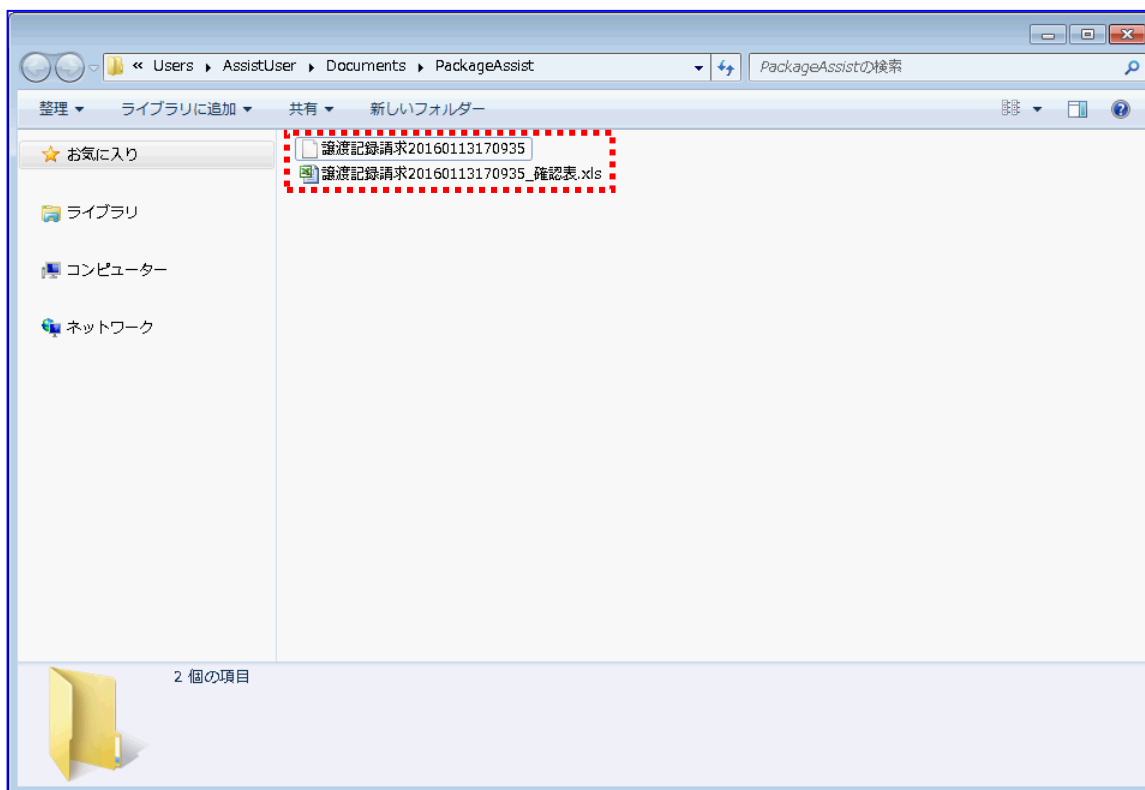 « Users ▸ AssistUser ▸ Documents ▸ PackageAssist
PackageAssistの検索
整理 ▼ ライブラリに追加 ▼ 共有 ▼ 新しいフォルダー
お気に入り
ライブラリ
コンピューター
ネットワーク
譲渡記録請求20160113170935
譲渡記録請求20160113170935_確認表.xls
2 個の項目